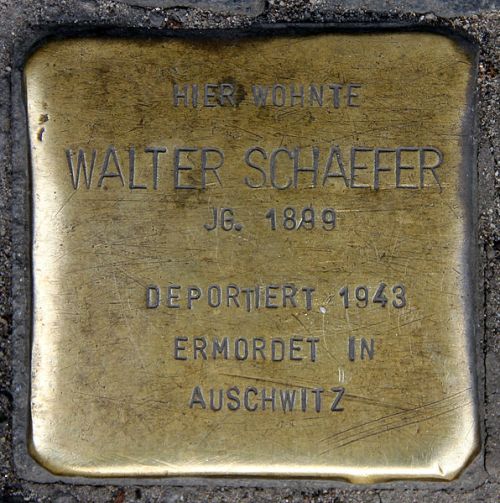 HIER WOHNTE
WALTER SCHAEFER
JG. 1899
DEPORTIERT 1943
ERMORDET IN
AUSCHWITZ